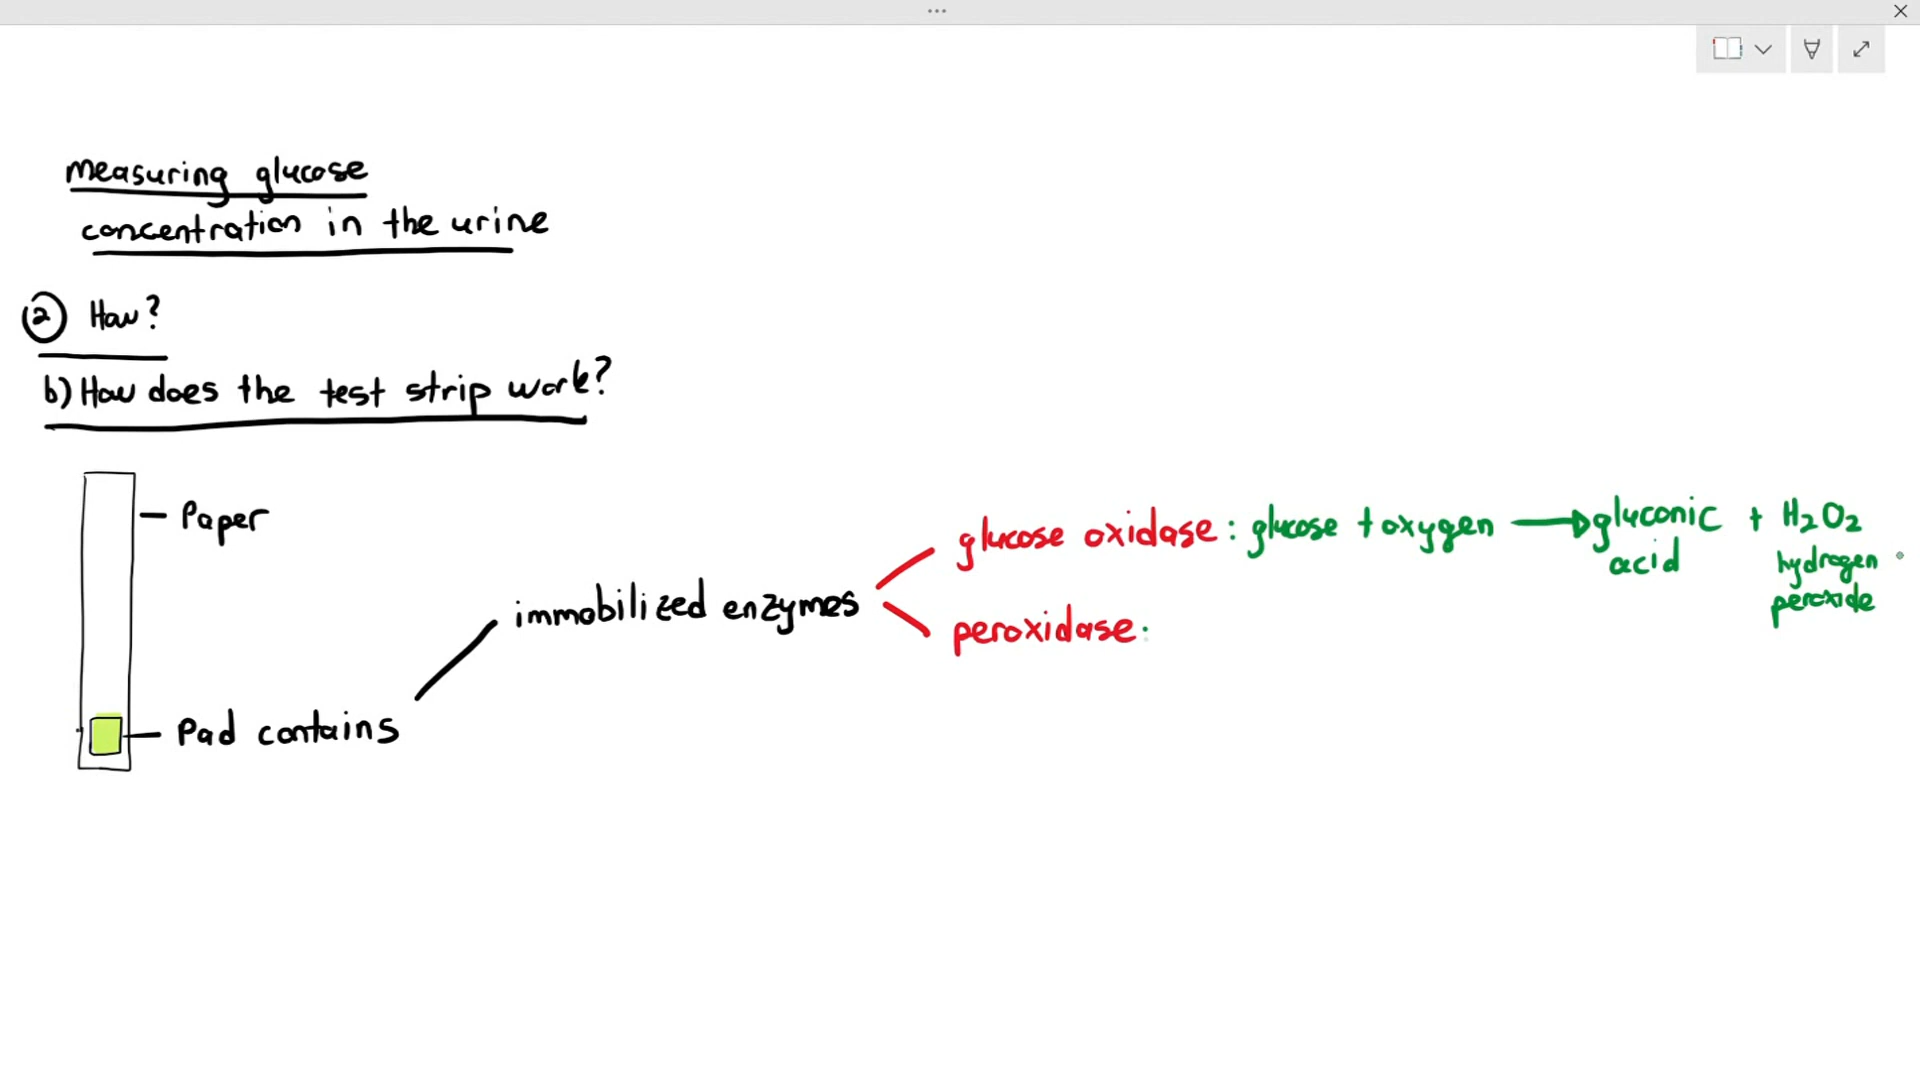 measuring glucose
concentration in the urine
2 How?
b) How does the test strip work?
Paper
glucose oxidase : glucose + oxygen → gluconic acid + H₂O₂ hydrogen peroxide
immobilized enzymes
peroxidase :
Pad contains